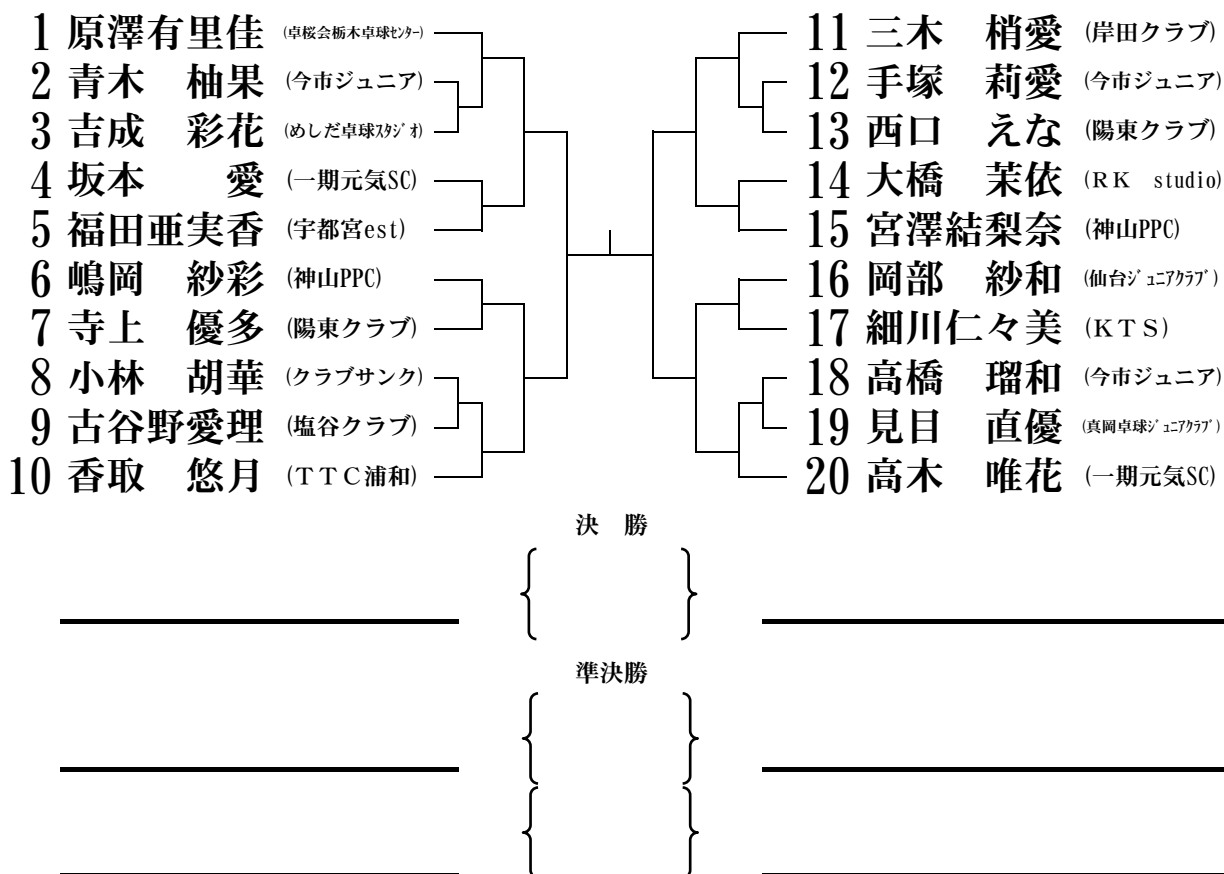 1 原澤有里佳 (卓桜会栃木卓球ｾﾝﾀｰ)
2 青木　柚果 (今市ジュニア)
3 吉成　彩花 (めしだ卓球ｽﾀｼﾞｵ)
4 坂本　　愛 (一期元気SC)
5 福田亜実香 (宇都宮est)
6 嶋岡　紗彩 (神山PPC)
7 寺上　優多 (陽東クラブ)
8 小林　胡華 (クラブサンク)
9 古谷野愛理 (塩谷クラブ)
10 香取　悠月 (ＴＴＣ浦和)
11 三木　梢愛 (岸田クラブ)
12 手塚　莉愛 (今市ジュニア)
13 西口　えな (陽東クラブ)
14 大橋　茉依 (ＲＫ　studio)
15 宮澤結梨奈 (神山PPC)
16 岡部　紗和 (仙台ｼﾞｭﾆｱｸﾗﾌﾞ)
17 細川仁々美 (ＫＴＳ)
18 高橋　瑠和 (今市ジュニア)
19 見目　直優 (真岡卓球ｼﾞｭﾆｱｸﾗﾌﾞ)
20 高木　唯花 (一期元気SC)
決　勝
準決勝